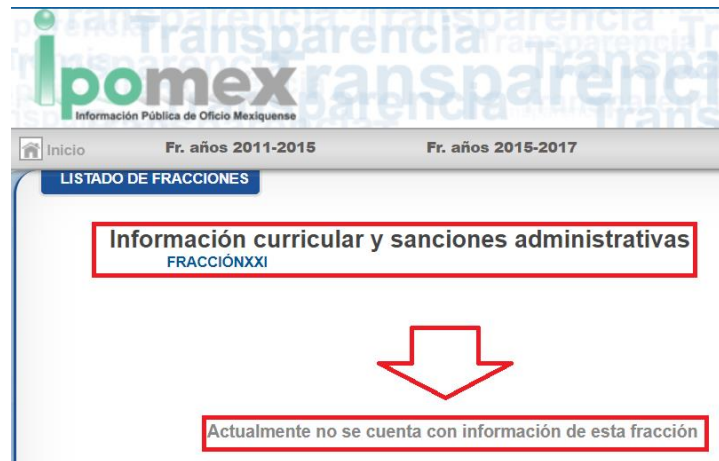 Transparencia
ipomex
Información Pública de Oficio Mexiquense
Inicio Fr. años 2011-2015 Fr. años 2015-2017
LISTADO DE FRACCIONES
Información curricular y sanciones administrativas
FRACCIÓNXXI
Actualmente no se cuenta con información de esta fracción